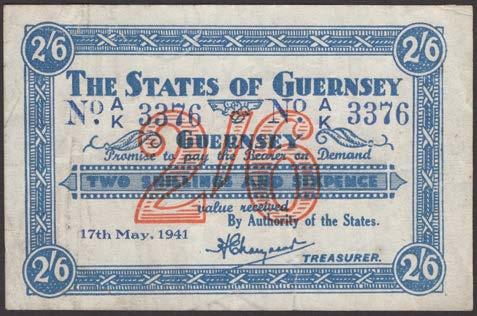 2/6 2/6
THE STATES OF GUERNSEY
No. A/K 3376 No. A/K 3376
GUERNSEY
Promise to pay the Bearer on Demand
TWO SHILLINGS AND SIXPENCE
2/6
value received
By Authority of the States.
17th May, 1941
TREASURER.
2/6 2/6